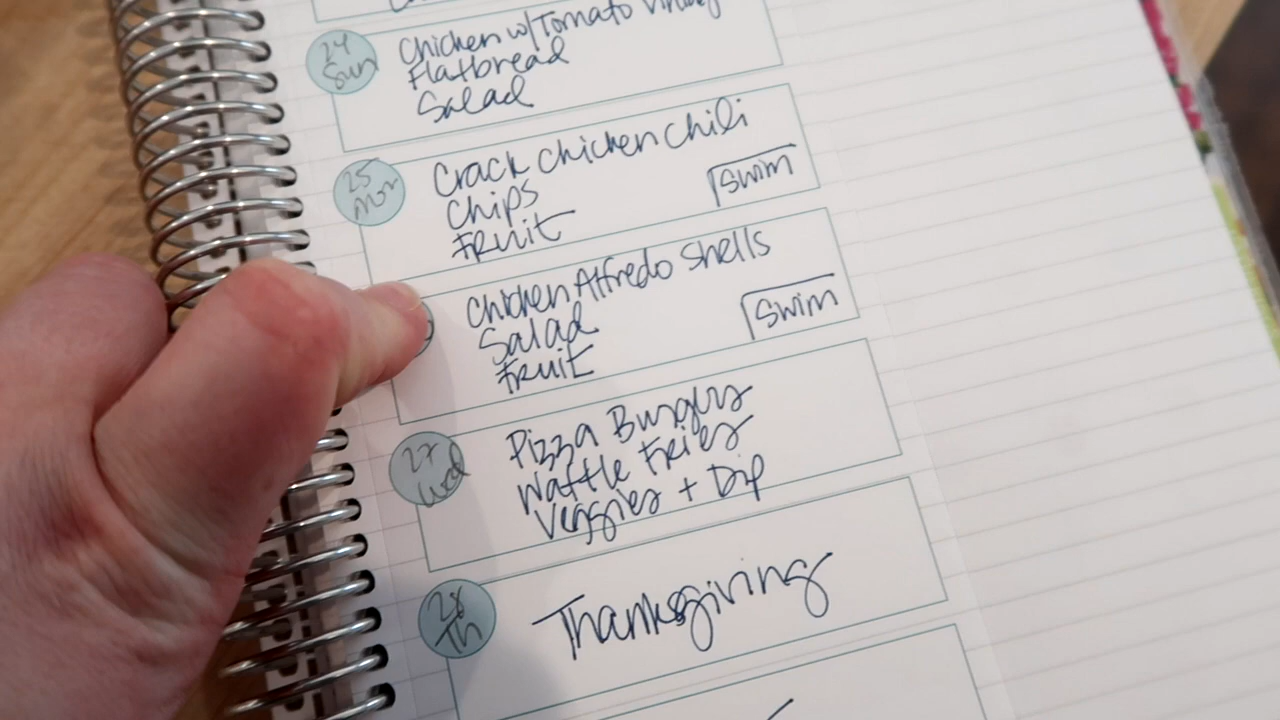 24
Sun
Chicken w/Tomato
Flatbread
Salad
25
Mon
Crack Chicken Chili
Chips
Fruit
Swim
Chicken Alfredo Shells
Salad
Fruit
Swim
27
Wed
Pizza Burgers
Waffle Fries
Veggies + Dip
28
Th
Thanksgiving